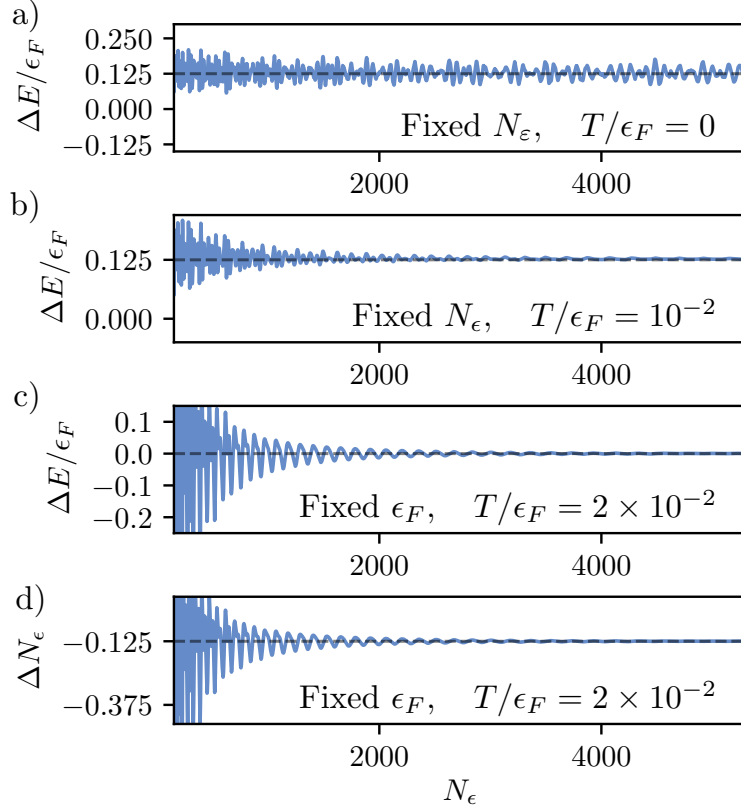 a)
0.250
0.125
0.000
−0.125
ΔE/ϵ_F
Fixed N_ε, T/ϵ_F = 0
2000 4000
b)
0.125
0.000
ΔE/ϵ_F
Fixed N_ϵ, T/ϵ_F = 10⁻²
2000 4000
c)
0.1
0.0
−0.1
−0.2
ΔE/ϵ_F
Fixed ϵ_F, T/ϵ_F = 2 × 10⁻²
2000 4000
d)
−0.125
−0.375
ΔN_ϵ
Fixed ϵ_F, T/ϵ_F = 2 × 10⁻²
2000 4000
N_ϵ